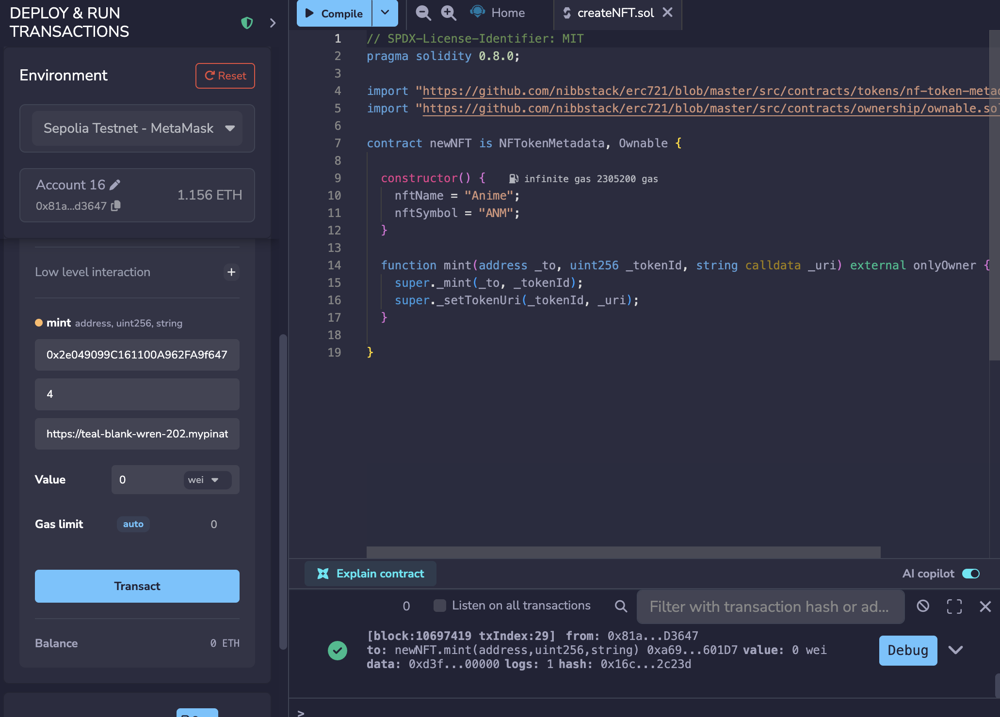 DEPLOY & RUN
TRANSACTIONS
Environment
Reset
Sepolia Testnet - MetaMask
Account 16
0x81a...d3647
1.156 ETH
Low level interaction
+
mint address, uint256, string
0x2e049099C161100A962FA9f647
4
https://teal-blank-wren-202.mypinat
Value
0
wei
Gas limit
auto
0
Transact
Balance
0 ETH
Compile
Home
createNFT.sol
1 // SPDX-License-Identifier: MIT
2 pragma solidity 0.8.0;
3
4 import "https://github.com/nibbstack/erc721/blob/master/src/contracts/tokens/nf-token-metad
5 import "https://github.com/nibbstack/erc721/blob/master/src/contracts/ownership/ownable.so
6
7 contract newNFT is NFTokenMetadata, Ownable {
8
9 constructor() { infinite gas 2305200 gas
10 nftName = "Anime";
11 nftSymbol = "ANM";
12 }
13
14 function mint(address _to, uint256 _tokenId, string calldata _uri) external onlyOwner {
15 super._mint(_to, _tokenId);
16 super._setTokenUri(_tokenId, _uri);
17 }
18
19 }
Explain contract
AI copilot
0
Listen on all transactions
Filter with transaction hash or ad...
[block:10697419 txIndex:29] from: 0x81a...D3647
to: newNFT.mint(address,uint256,string) 0xa69...601D7 value: 0 wei
data: 0xd3f...00000 logs: 1 hash: 0x16c...2c23d
Debug
>